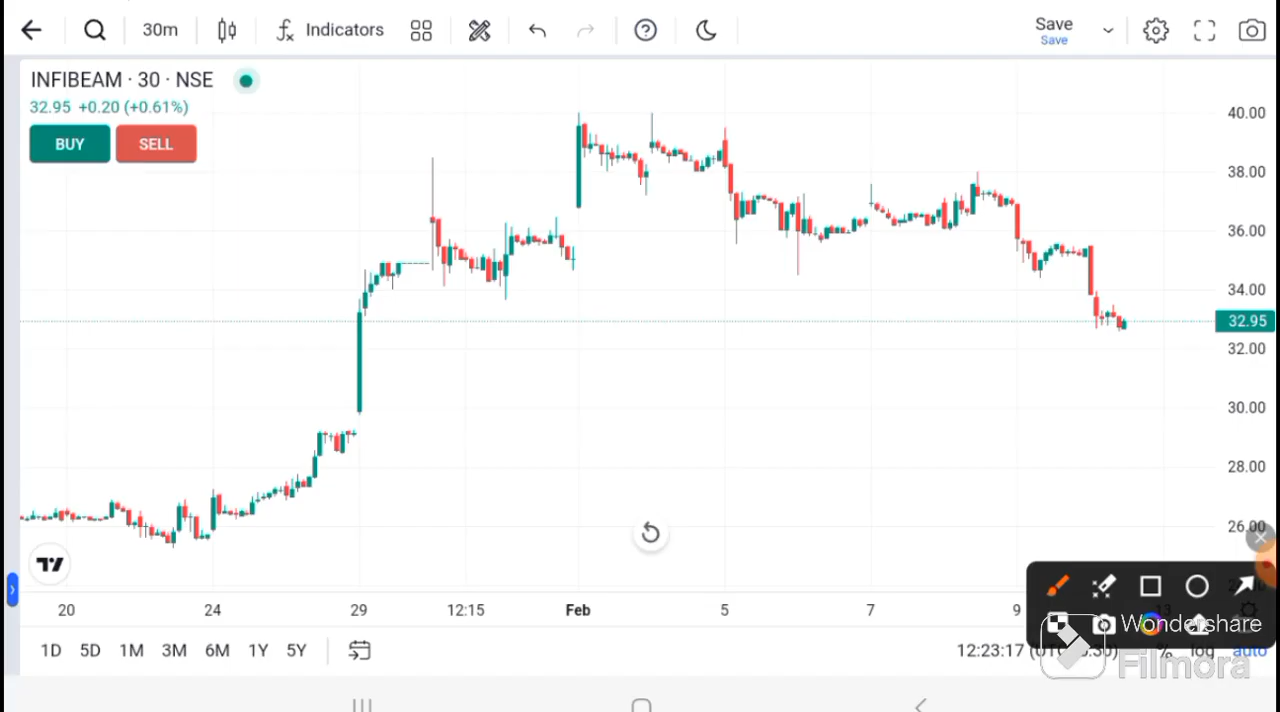 30m Indicators Save
Save
INFIBEAM · 30 · NSE
32.95 +0.20 (+0.61%)
BUY SELL
40.00
38.00
36.00
34.00
32.95
32.00
30.00
28.00
26.00
20 24 29 12:15 Feb 5 7 9 13
Wondershare
Filmora
1D 5D 1M 3M 6M 1Y 5Y 12:23:17 (UTC % log auto